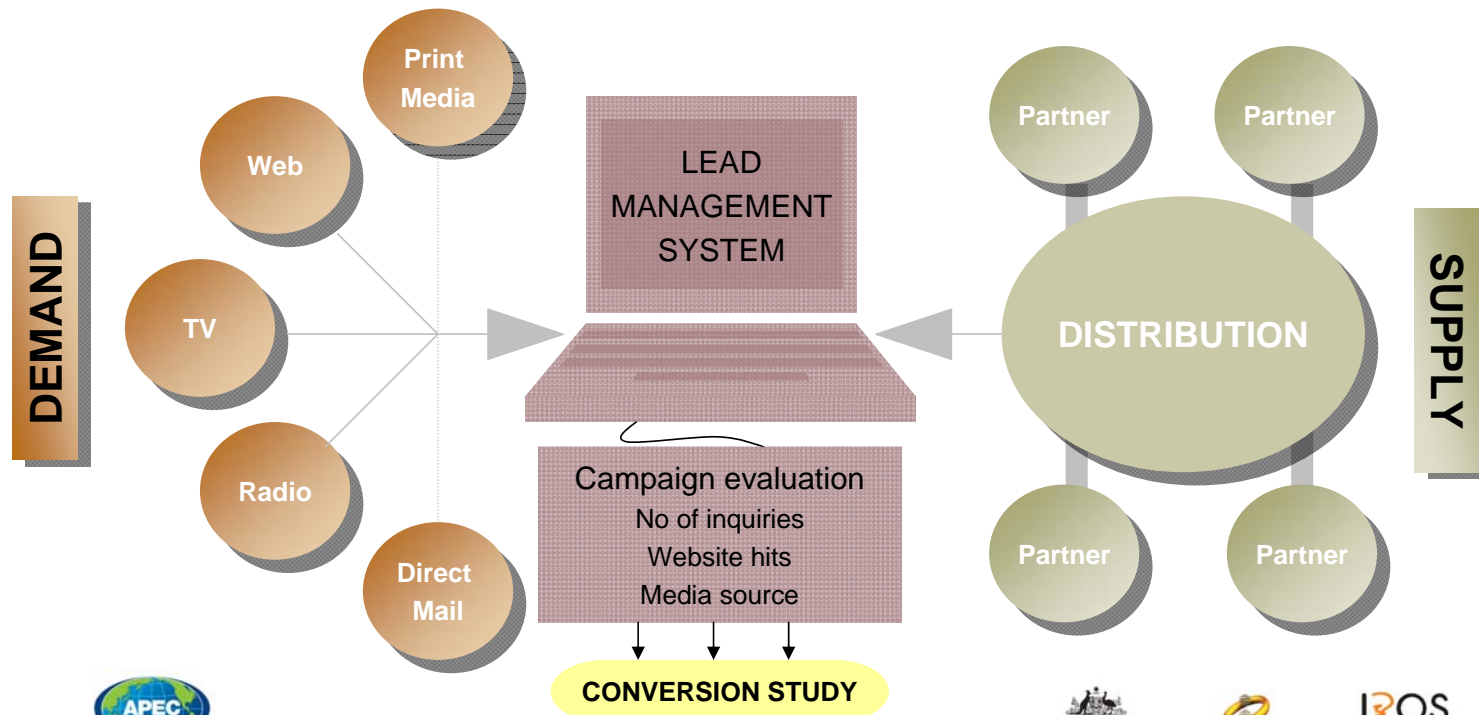 DEMAND
Print
Media
Web
TV
Radio
Direct
Mail
LEAD
MANAGEMENT
SYSTEM
Campaign evaluation
No of inquiries
Website hits
Media source
CONVERSION STUDY
Partner
Partner
DISTRIBUTION
Partner
Partner
SUPPLY
APEC